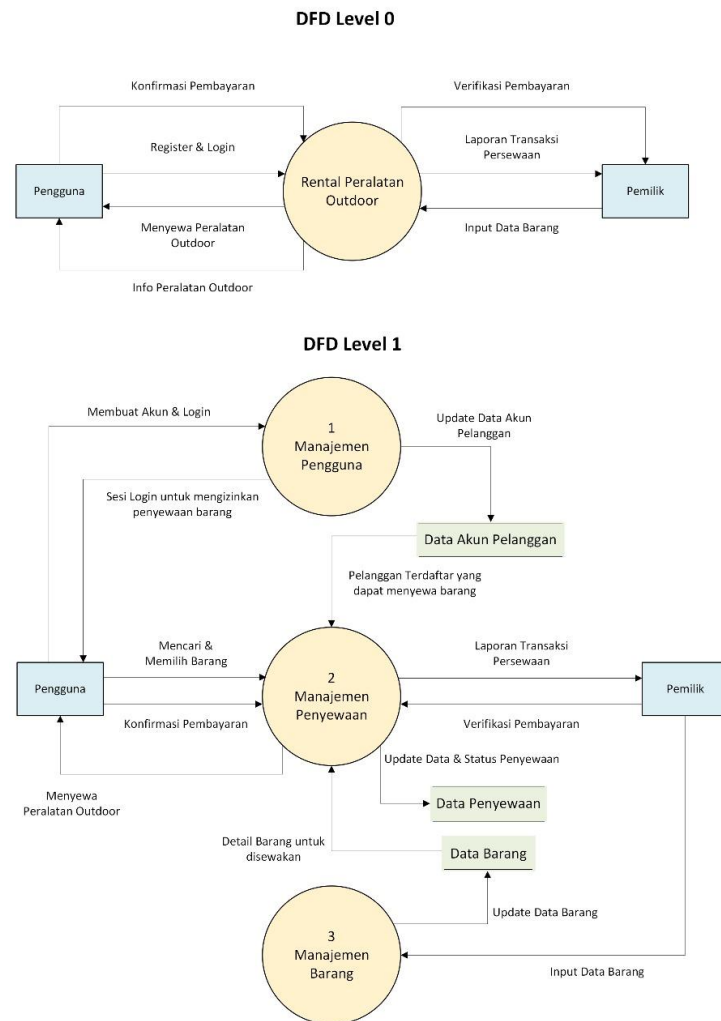 DFD Level 0
Konfirmasi Pembayaran
Verifikasi Pembayaran
Register & Login
Laporan Transaksi
Persewaan
Pengguna
Rental Peralatan
Outdoor
Pemilik
Menyewa Peralatan
Outdoor
Input Data Barang
Info Peralatan Outdoor
DFD Level 1
Membuat Akun & Login
1
Manajemen
Pengguna
Update Data Akun
Pelanggan
Sesi Login untuk mengizinkan
penyewaan barang
Data Akun Pelanggan
Pelanggan Terdaftar yang
dapat menyewa barang
Mencari &
Memilih Barang
Laporan Transaksi
Persewaan
Pengguna
2
Manajemen
Penyewaan
Pemilik
Konfirmasi Pembayaran
Verifikasi Pembayaran
Update Data & Status Penyewaan
Menyewa
Peralatan Outdoor
Data Penyewaan
Detail Barang untuk
disewakan
Data Barang
Update Data Barang
3
Manajemen
Barang
Input Data Barang